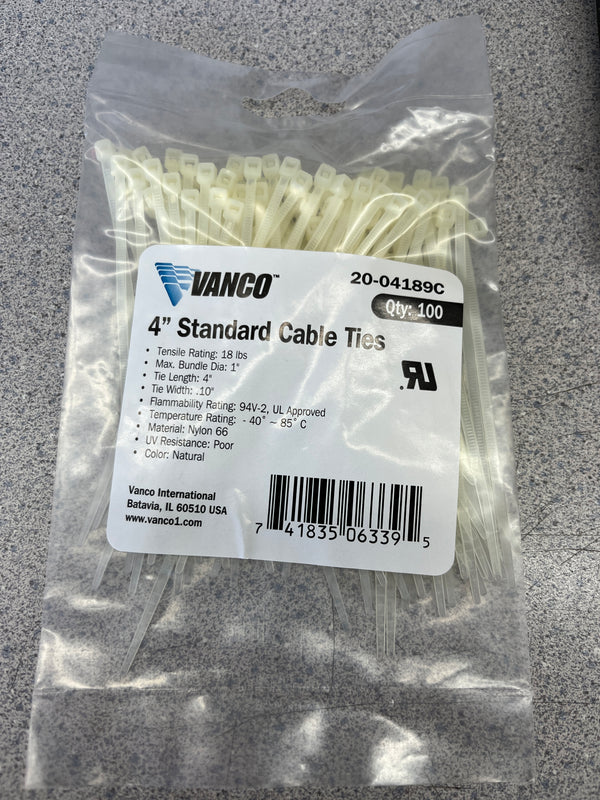 VANCO™
20-04189C
Qty: 100
4" Standard Cable Ties
• Tensile Rating: 18 lbs
• Max. Bundle Dia: 1"
• Tie Length: 4"
• Tie Width: .10"
• Flammability Rating: 94V-2, UL Approved
• Temperature Rating: - 40° ~ 85° C
• Material: Nylon 66
• UV Resistance: Poor
• Color: Natural
RU
Vanco International
Batavia, IL 60510 USA
www.vanco1.com
7 41835 06339 5